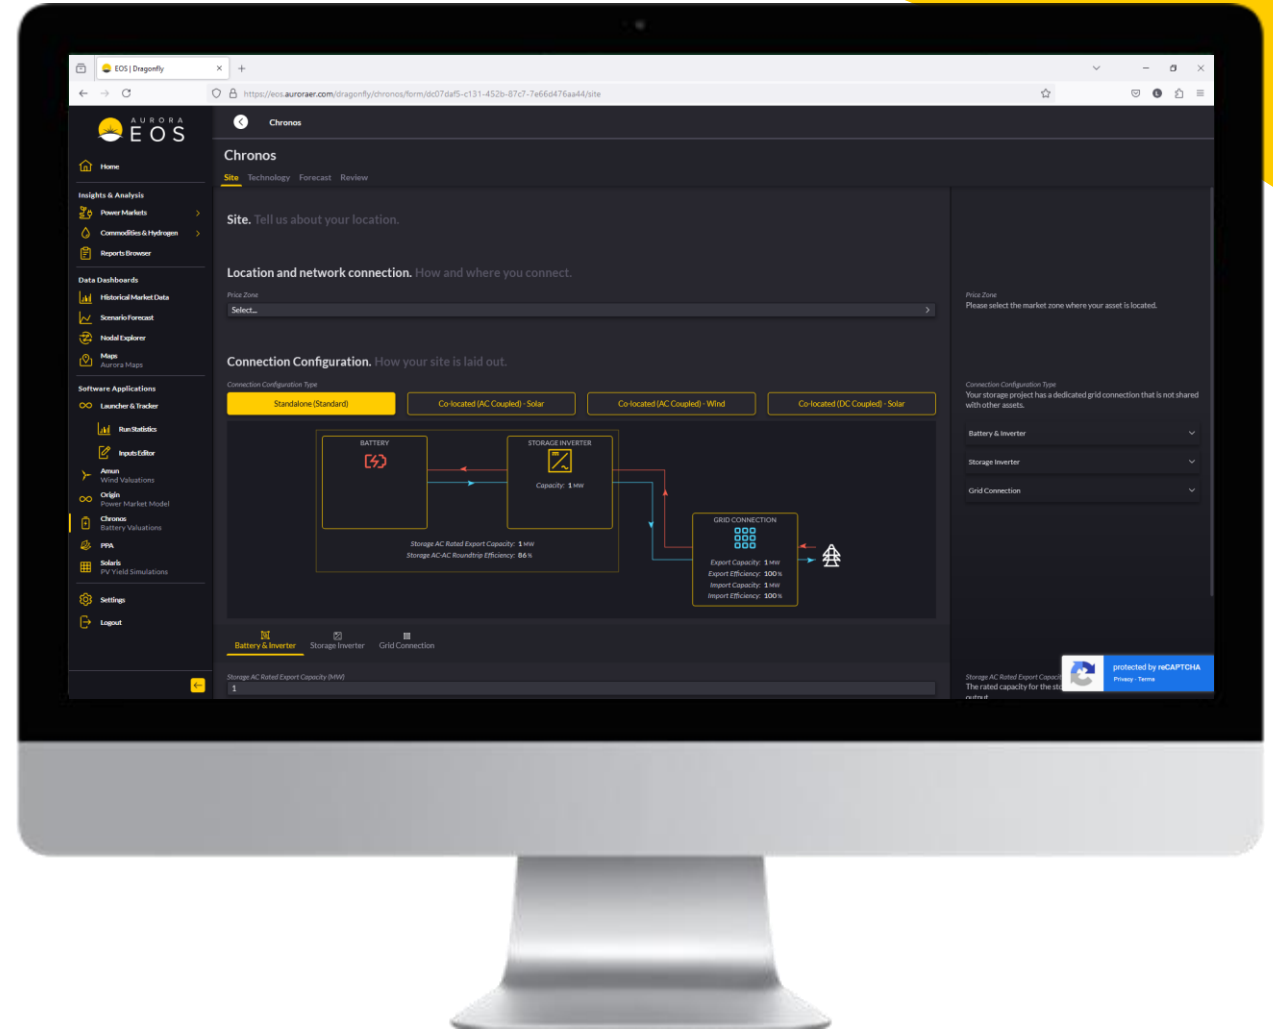 EOS | Dragonfly
https://eos.auroraer.com/dragonfly/chronos/form/dc07daf5-c131-452b-87c7-7e66d476aa44/site
AURORA
EOS
Home
Insights & Analysis
Power Markets
Commodities & Hydrogen
Reports Browser
Data Dashboards
Historical Market Data
Scenario Forecast
Nodal Explorer
Maps
Aurora Maps
Software Applications
Launcher & Tracker
Run Statistics
Inputs Editor
Amun
Wind Valuations
Origin
Power Market Model
Chronos
Battery Valuations
PPA
Solaris
PV Yield Simulations
Settings
Logout
Chronos
Chronos
Site Technology Forecast Review
Site. Tell us about your location.
Location and network connection. How and where you connect.
Price Zone
Select...
Connection Configuration. How your site is laid out.
Connection Configuration Type
Standalone (Standard)
Co-located (AC Coupled) - Solar
Co-located (AC Coupled) - Wind
Co-located (DC Coupled) - Solar
BATTERY
STORAGE INVERTER
Capacity: 1 MW
Storage AC Rated Export Capacity: 1 MW
Storage AC-AC Roundtrip Efficiency: 86 %
GRID CONNECTION
Export Capacity: 1 MW
Export Efficiency: 100 %
Import Capacity: 1 MW
Import Efficiency: 100 %
Battery & Inverter Storage Inverter Grid Connection
Storage AC Rated Export Capacity (MW)
1
Price Zone
Please select the market zone where your asset is located.
Connection Configuration Type
Your storage project has a dedicated grid connection that is not shared
with other assets.
Battery & Inverter
Storage Inverter
Grid Connection
Storage AC Rated Export
The rated capacity for the
output
protected by reCAPTCHA
Privacy - Terms